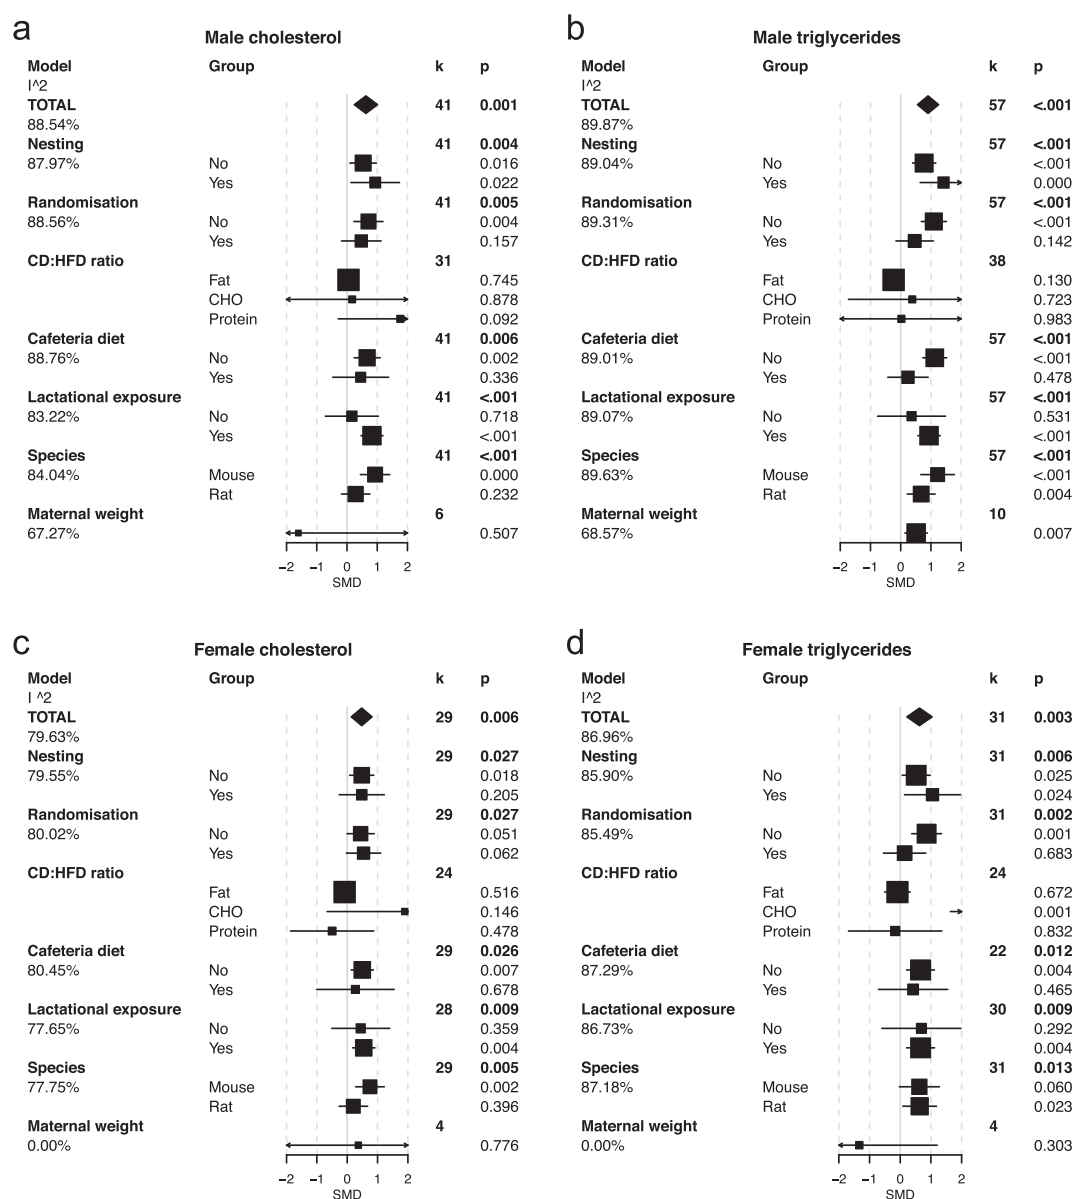 a
Male cholesterol
Model Group k p
I^2
TOTAL 41 0.001
88.54%
Nesting 41 0.004
87.97% No 0.016
Yes 0.022
Randomisation 41 0.005
88.56% No 0.004
Yes 0.157
CD:HFD ratio 31
Fat 0.745
CHO 0.878
Protein 0.092
Cafeteria diet 41 0.006
88.76% No 0.002
Yes 0.336
Lactational exposure 41 <.001
83.22% No 0.718
Yes <.001
Species 41 <.001
84.04% Mouse 0.000
Rat 0.232
Maternal weight 6
67.27% 0.507
−2 −1 0 1 2
SMD
b
Male triglycerides
Model Group k p
I^2
TOTAL 57 <.001
89.87%
Nesting 57 <.001
89.04% No <.001
Yes 0.000
Randomisation 57 <.001
89.31% No <.001
Yes 0.142
CD:HFD ratio 38
Fat 0.130
CHO 0.723
Protein 0.983
Cafeteria diet 57 <.001
89.01% No <.001
Yes 0.478
Lactational exposure 57 <.001
89.07% No 0.531
Yes <.001
Species 57 <.001
89.63% Mouse <.001
Rat 0.004
Maternal weight 10
68.57% 0.007
−2 −1 0 1 2
SMD
c
Female cholesterol
Model Group k p
I ^2
TOTAL 29 0.006
79.63%
Nesting 29 0.027
79.55% No 0.018
Yes 0.205
Randomisation 29 0.027
80.02% No 0.051
Yes 0.062
CD:HFD ratio 24
Fat 0.516
CHO 0.146
Protein 0.478
Cafeteria diet 29 0.026
80.45% No 0.007
Yes 0.678
Lactational exposure 28 0.009
77.65% No 0.359
Yes 0.004
Species 29 0.005
77.75% Mouse 0.002
Rat 0.396
Maternal weight 4
0.00% 0.776
−2 −1 0 1 2
SMD
d
Female triglycerides
Model Group k p
I^2
TOTAL 31 0.003
86.96%
Nesting 31 0.006
85.90% No 0.025
Yes 0.024
Randomisation 31 0.002
85.49% No 0.001
Yes 0.683
CD:HFD ratio 24
Fat 0.672
CHO 0.001
Protein 0.832
Cafeteria diet 22 0.012
87.29% No 0.004
Yes 0.465
Lactational exposure 30 0.009
86.73% No 0.292
Yes 0.004
Species 31 0.013
87.18% Mouse 0.060
Rat 0.023
Maternal weight 4
0.00% 0.303
−2 −1 0 1 2
SMD